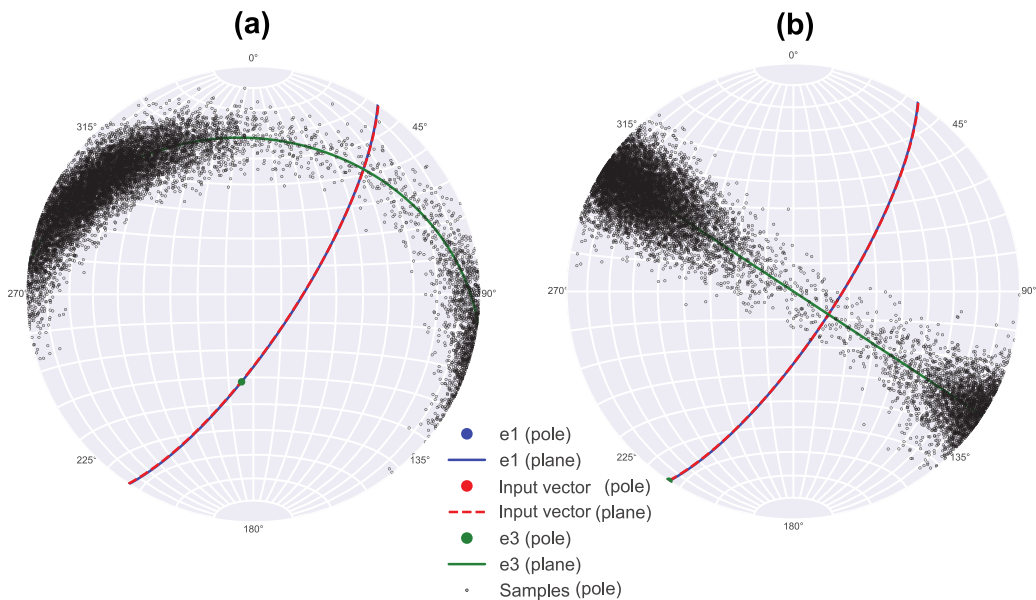 (a)
(b)
0°
0°
315°
45°
315°
45°
270°
90°
270°
90°
225°
135°
225°
135°
180°
180°
e1 (pole)
e1 (plane)
Input vector (pole)
Input vector (plane)
e3 (pole)
e3 (plane)
Samples (pole)